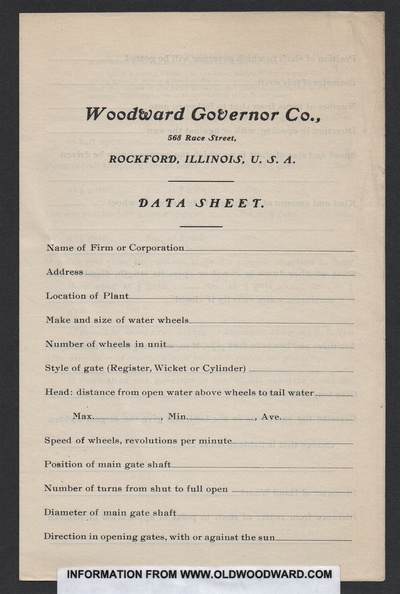 Woodward Governor Co.,
568 Race Street,
ROCKFORD, ILLINOIS, U. S. A.
DATA SHEET.
Name of Firm or Corporation
Address
Location of Plant
Make and size of water wheels
Number of wheels in unit
Style of gate (Register, Wicket or Cylinder)
Head: distance from open water above wheels to tail water
Max. , Min. , Ave.
Speed of wheels, revolutions per minute
Position of main gate shaft
Number of turns from shut to full open
Diameter of main gate shaft
Direction in opening gates, with or against the sun
INFORMATION FROM WWW.OLDWOODWARD.COM